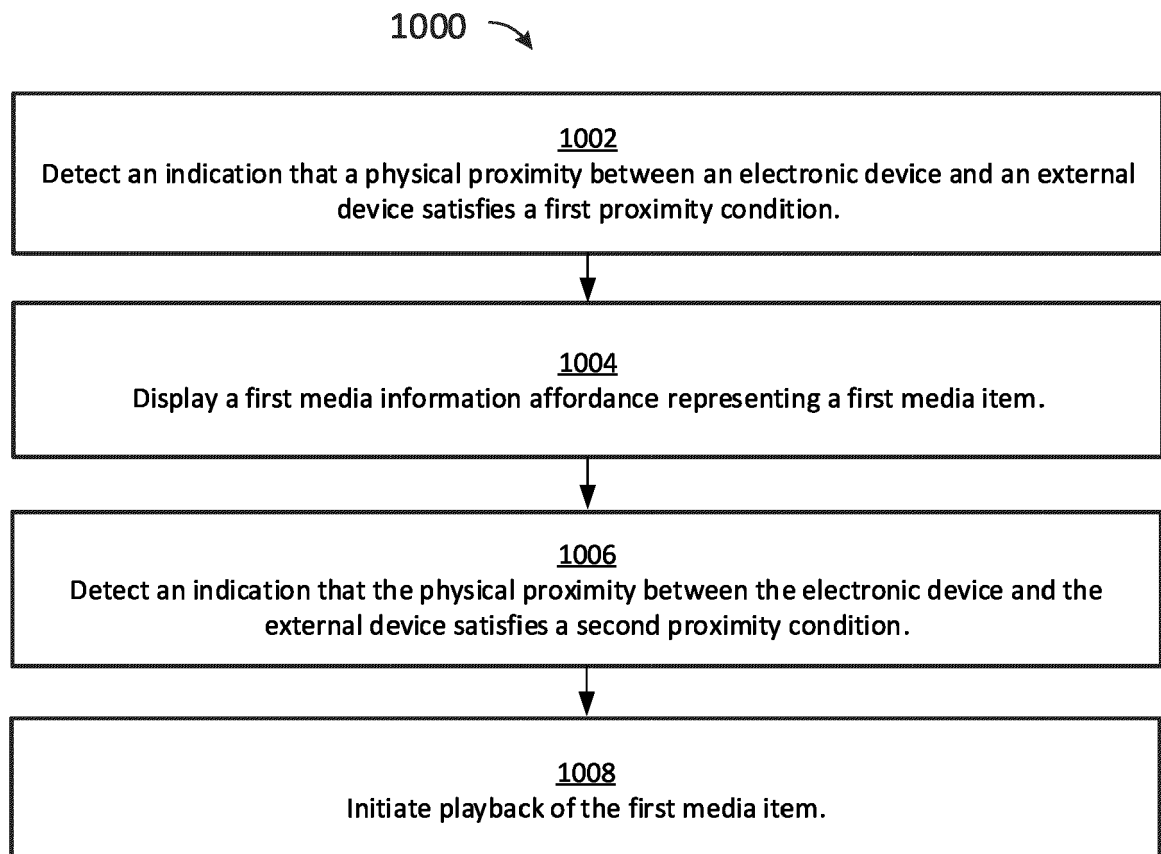 1000
1002
Detect an indication that a physical proximity between an electronic device and an external
device satisfies a first proximity condition.
1004
Display a first media information affordance representing a first media item.
1006
Detect an indication that the physical proximity between the electronic device and the
external device satisfies a second proximity condition.
1008
Initiate playback of the first media item.